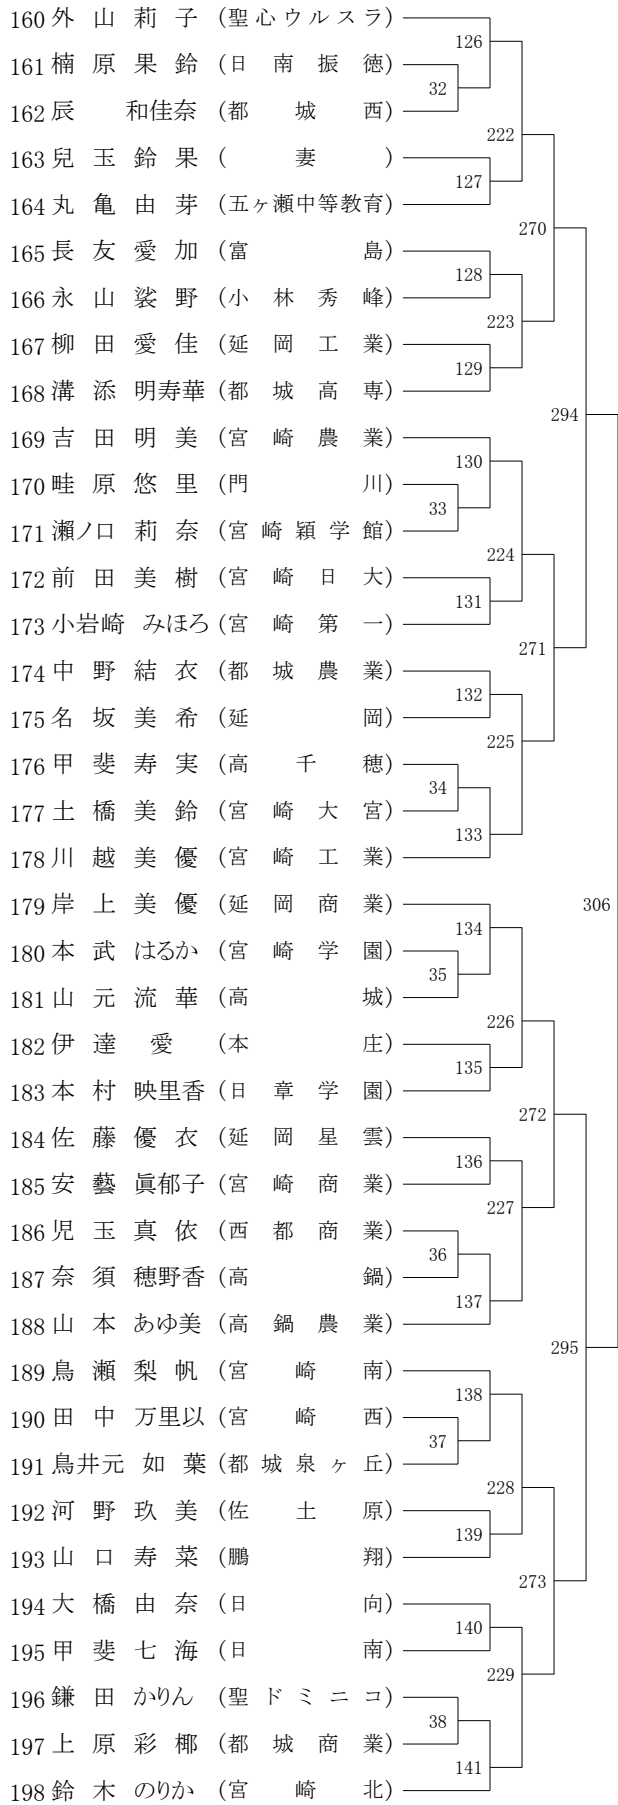 160 外山莉子 (聖心ウルスラ)
126
161 楠原果鈴 (日南振徳)
32
162 辰 和佳奈 (都城西)
222
163 兒玉鈴果 (妻)
127
164 丸亀由芽 (五ヶ瀬中等教育)
270
165 長友愛加 (富島)
128
166 永山裟野 (小林秀峰)
223
167 柳田愛佳 (延岡工業)
129
168 溝添明寿華 (都城高専)
294
169 吉田明美 (宮崎農業)
130
170 畦原悠里 (門川)
33
171 瀬ノ口莉奈 (宮崎穎学館)
224
172 前田美樹 (宮崎日大)
131
173 小岩崎みほろ (宮崎第一)
271
174 中野結衣 (都城農業)
132
175 名坂美希 (延岡)
225
176 甲斐寿実 (高千穂)
34
177 土橋美鈴 (宮崎大宮)
133
178 川越美優 (宮崎工業)
179 岸上美優 (延岡商業)
306
134
180 本武はるか (宮崎学園)
35
181 山元流華 (高城)
226
182 伊達愛 (本庄)
135
183 本村映里香 (日章学園)
272
184 佐藤優衣 (延岡星雲)
136
185 安藝眞郁子 (宮崎商業)
227
186 児玉真依 (西都商業)
36
187 奈須穂野香 (高鍋)
137
188 山本あゆ美 (高鍋農業)
295
189 鳥瀬梨帆 (宮崎南)
138
190 田中万里以 (宮崎西)
37
191 鳥井元如葉 (都城泉ヶ丘)
228
192 河野玖美 (佐土原)
139
193 山口寿菜 (鵬翔)
273
194 大橋由奈 (日向)
140
195 甲斐七海 (日南)
229
196 鎌田かりん (聖ドミニコ)
38
197 上原彩椰 (都城商業)
141
198 鈴木のりか (宮崎北)